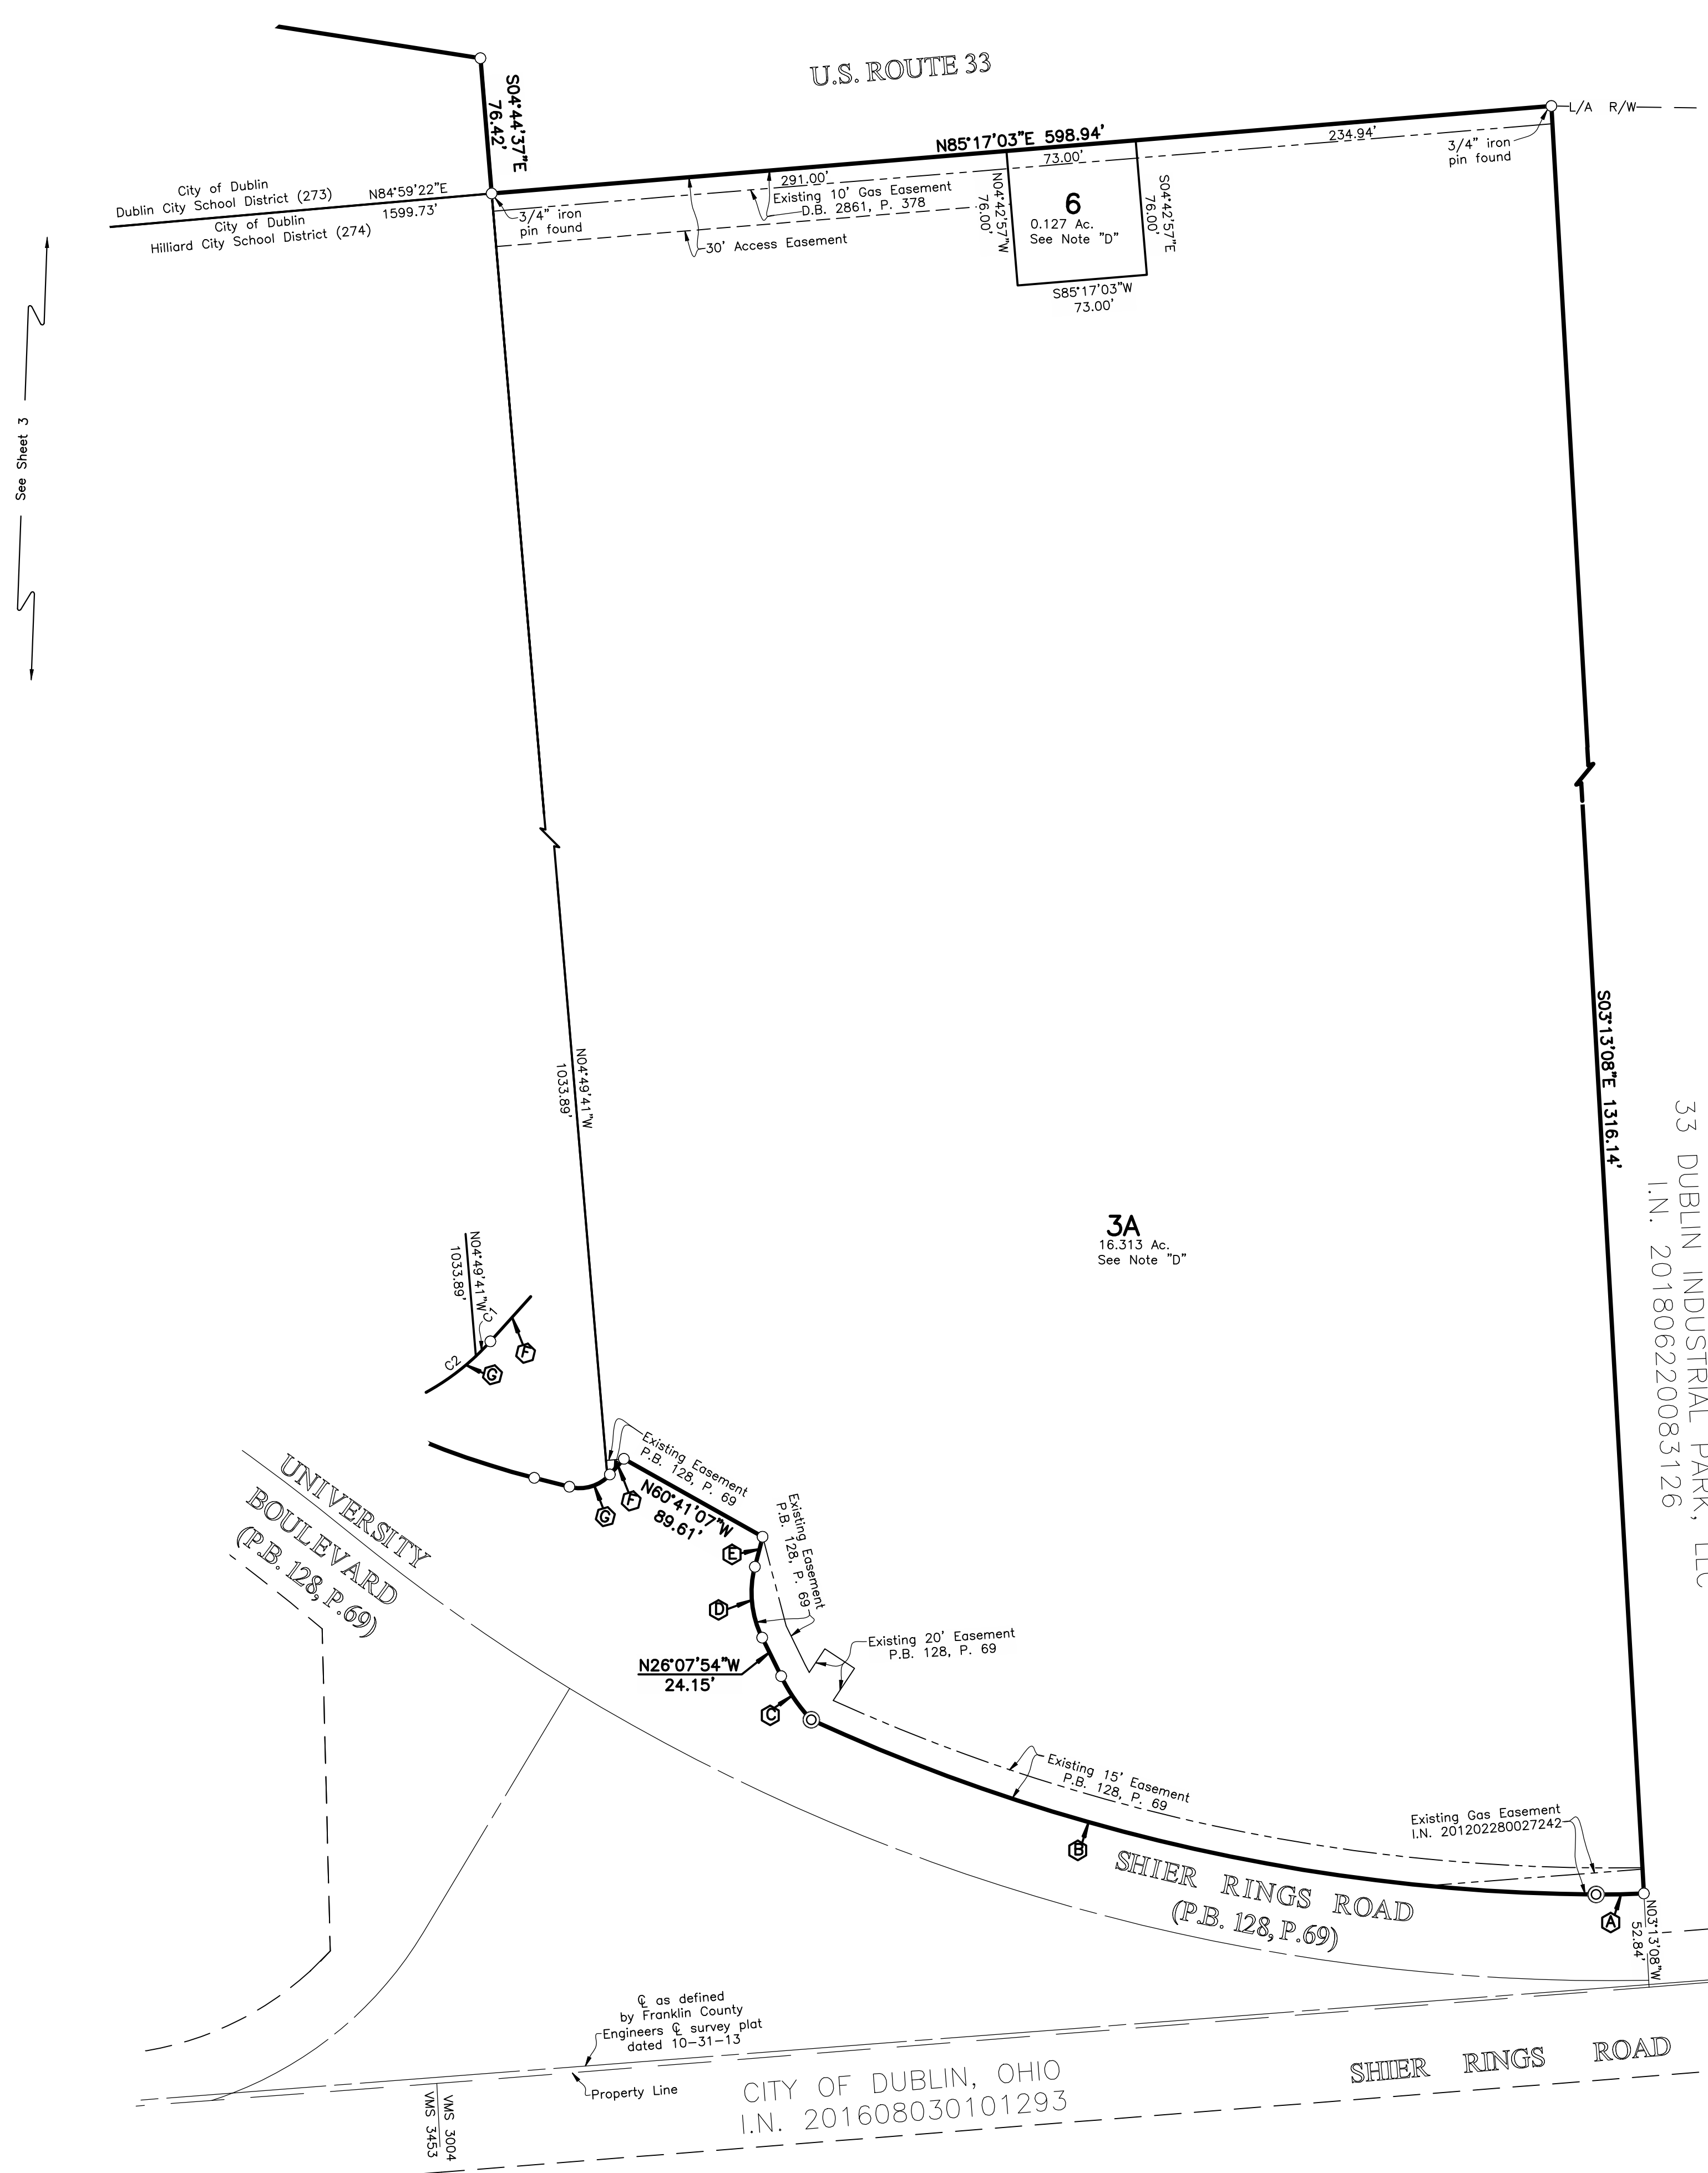 U.S. ROUTE 33
S04°44'37"E
76.42'
N85°17'03"E 598.94'
L/A R/W
234.94'
3/4" iron
pin found
73.00'
291.00'
Existing 10' Gas Easement
D.B. 2861, P. 378
City of Dublin
Dublin City School District (273)
N84°59'22"E
1599.73'
City of Dublin
Hilliard City School District (274)
3/4" iron
pin found
30' Access Easement
N04°42'57"W
76.00'
6
0.127 Ac.
See Note "D"
S04°42'57"E
76.00'
S85°17'03"W
73.00'
See Sheet 3
S03°13'08"E 1316.14'
33 DUBLIN INDUSTRIAL PARK, LLC
I.N. 201806220083126
N04°49'41"W
1033.89'
3A
16.313 Ac.
See Note "D"
N04°49'41"W
1033.89'
C1
F
C2
G
Existing Easement
P.B. 128, P. 69
F
G
N60°41'07"W
89.61'
UNIVERSITY
BOULEVARD
(P.B. 128, P.69)
E
Existing Easement
P.B. 128, P. 69
D
Existing 20' Easement
P.B. 128, P. 69
N26°07'54"W
24.15'
C
Existing 15' Easement
P.B. 128, P. 69
B
Existing Gas Easement
I.N. 201202280027242
A
SHIER RINGS ROAD
(P.B. 128, P.69)
N03°13'08"W
52.84'
℄ as defined
by Franklin County
Engineers ℄ survey plat
dated 10-31-13
Property Line
CITY OF DUBLIN, OHIO
I.N. 201608030101293
SHIER RINGS ROAD
VMS 3004
VMS 3453